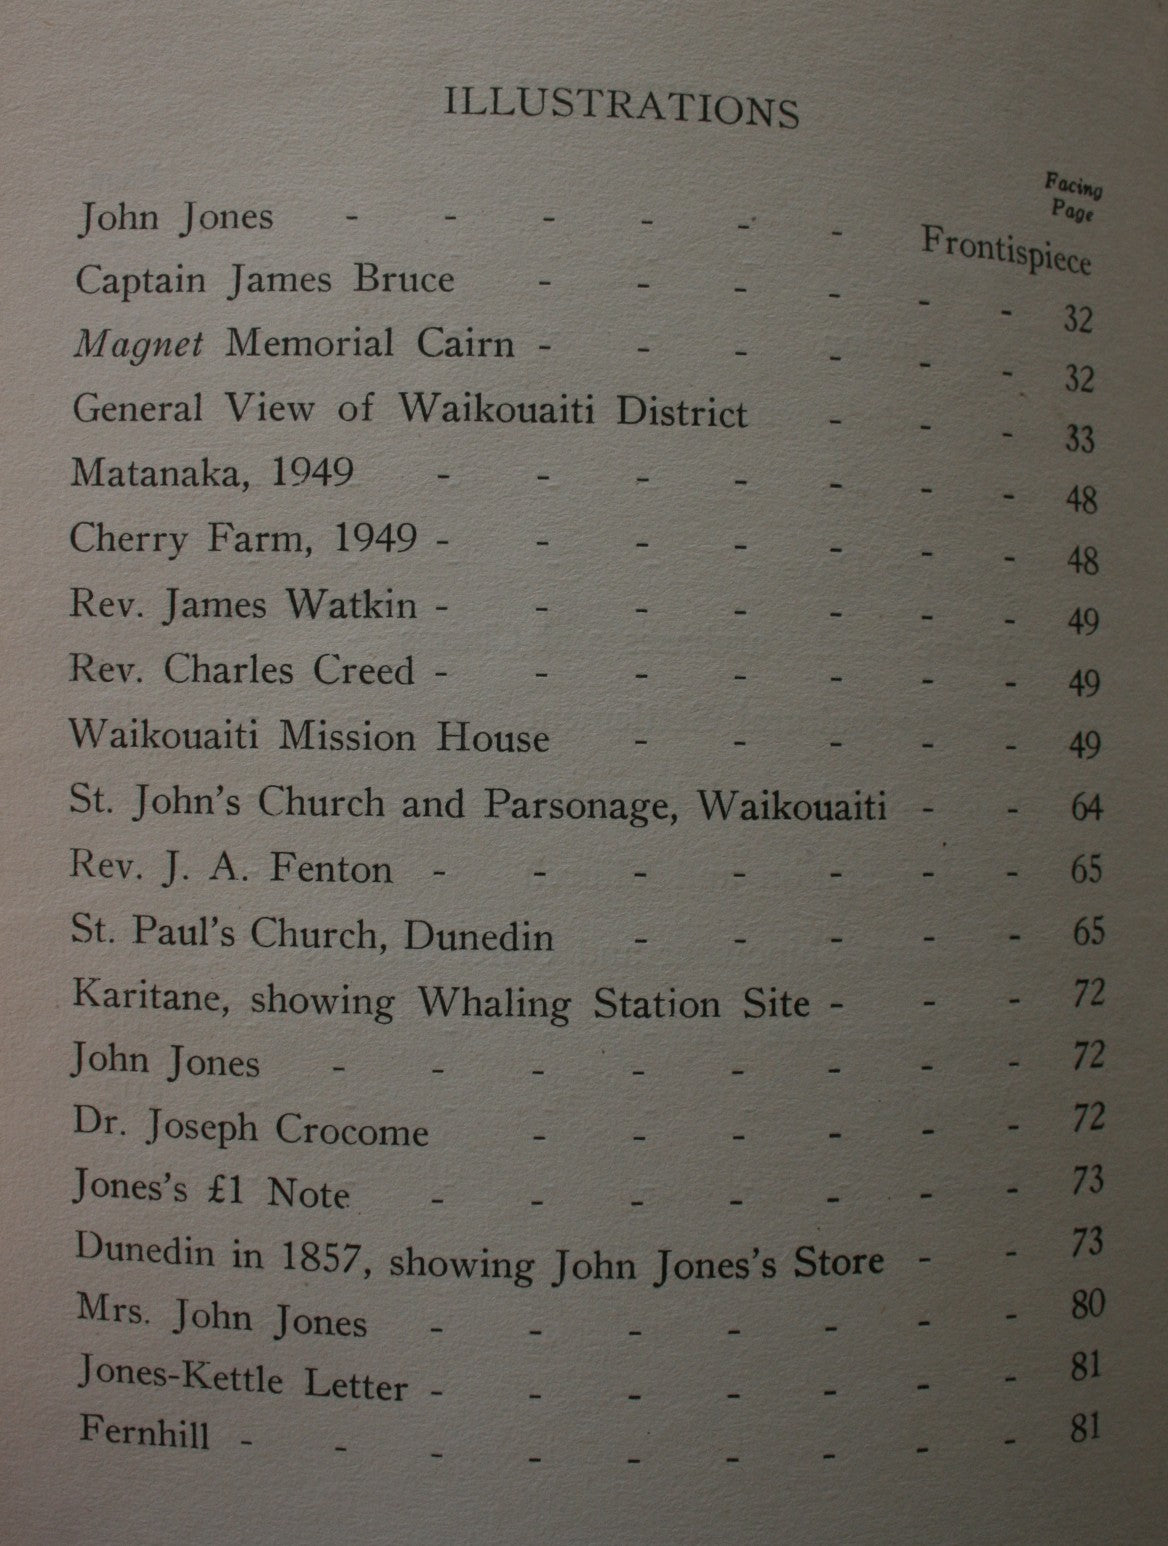 ILLUSTRATIONS
Facing
Page
John Jones - - - - - - Frontispiece
Captain James Bruce - - - - - - 32
Magnet Memorial Cairn - - - - - - 32
General View of Waikouaiti District - - - 33
Matanaka, 1949 - - - - - - - 48
Cherry Farm, 1949 - - - - - - - 48
Rev. James Watkin - - - - - - - 49
Rev. Charles Creed - - - - - - - 49
Waikouaiti Mission House - - - - - 49
St. John's Church and Parsonage, Waikouaiti - - 64
Rev. J. A. Fenton - - - - - - - 65
St. Paul's Church, Dunedin - - - - - 65
Karitane, showing Whaling Station Site - - - 72
John Jones - - - - - - - - 72
Dr. Joseph Crocome - - - - - - 72
Jones's £1 Note - - - - - - - 73
Dunedin in 1857, showing John Jones's Store - - 73
Mrs. John Jones - - - - - - - 80
Jones-Kettle Letter - - - - - - - 81
Fernhill - - - - - - - - - 81